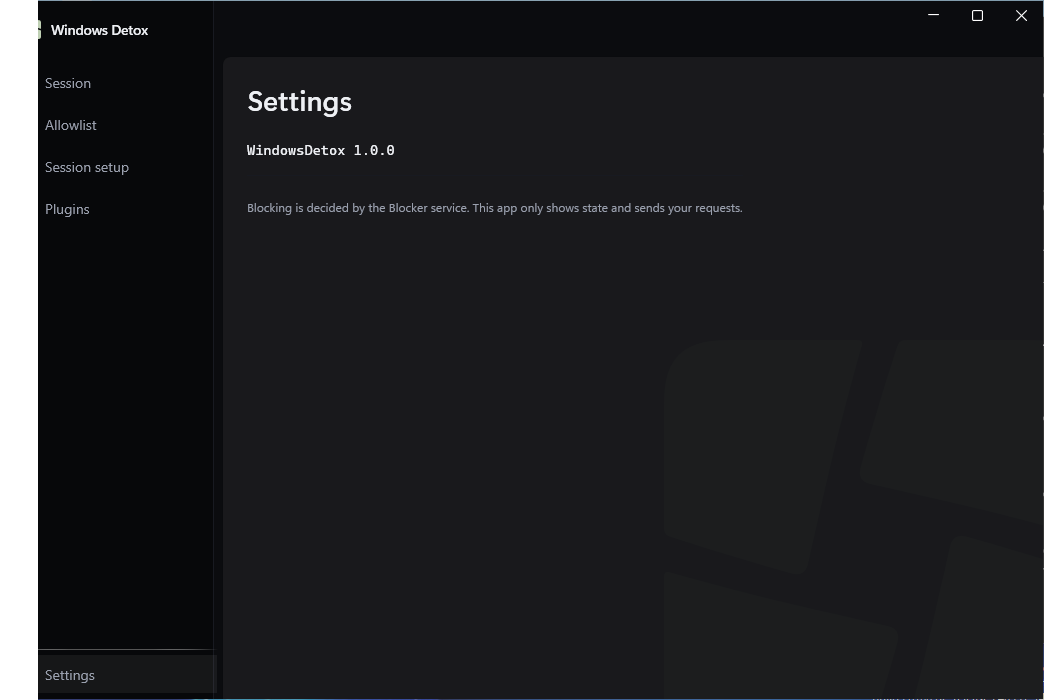 Windows Detox
Session
Allowlist
Session setup
Plugins
Settings
Settings
WindowsDetox 1.0.0
Blocking is decided by the Blocker service. This app only shows state and sends your requests.